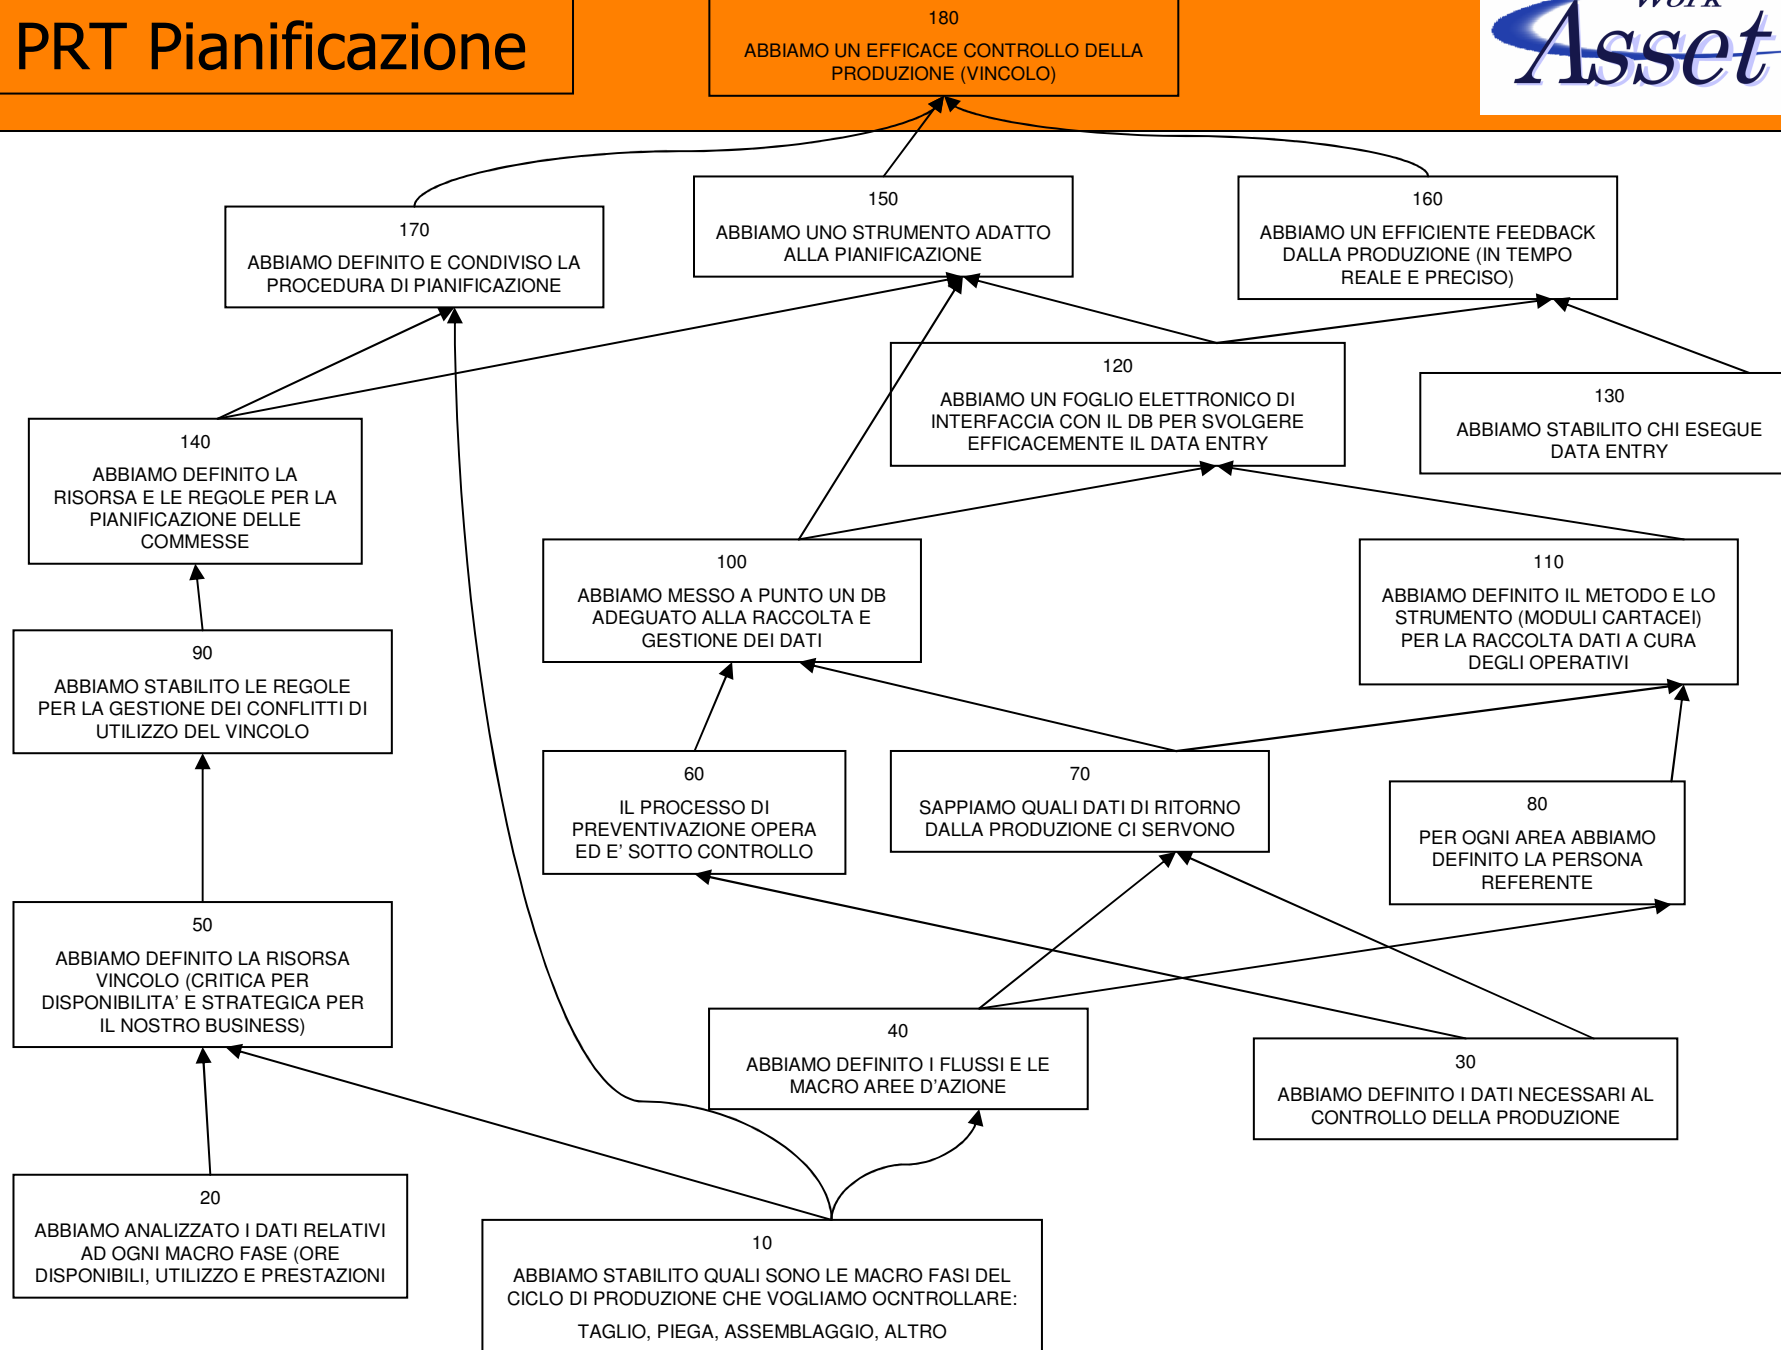 PRT Pianificazione
180
ABBIAMO UN EFFICACE CONTROLLO DELLA
PRODUZIONE (VINCOLO)
Work
Asset
170
ABBIAMO DEFINITO E CONDIVISO LA
PROCEDURA DI PIANIFICAZIONE
150
ABBIAMO UNO STRUMENTO ADATTO
ALLA PIANIFICAZIONE
160
ABBIAMO UN EFFICIENTE FEEDBACK
DALLA PRODUZIONE (IN TEMPO
REALE E PRECISO)
120
ABBIAMO UN FOGLIO ELETTRONICO DI
INTERFACCIA CON IL DB PER SVOLGERE
EFFICACEMENTE IL DATA ENTRY
130
ABBIAMO STABILITO CHI ESEGUE
DATA ENTRY
140
ABBIAMO DEFINITO LA
RISORSA E LE REGOLE PER LA
PIANIFICAZIONE DELLE
COMMESSE
100
ABBIAMO MESSO A PUNTO UN DB
ADEGUATO ALLA RACCOLTA E
GESTIONE DEI DATI
110
ABBIAMO DEFINITO IL METODO E LO
STRUMENTO (MODULI CARTACEI)
PER LA RACCOLTA DATI A CURA
DEGLI OPERATIVI
90
ABBIAMO STABILITO LE REGOLE
PER LA GESTIONE DEI CONFLITTI DI
UTILIZZO DEL VINCOLO
60
IL PROCESSO DI
PREVENTIVAZIONE OPERA
ED E' SOTTO CONTROLLO
70
SAPPIAMO QUALI DATI DI RITORNO
DALLA PRODUZIONE CI SERVONO
80
PER OGNI AREA ABBIAMO
DEFINITO LA PERSONA
REFERENTE
50
ABBIAMO DEFINITO LA RISORSA
VINCOLO (CRITICA PER
DISPONIBILITA' E STRATEGICA PER
IL NOSTRO BUSINESS)
40
ABBIAMO DEFINITO I FLUSSI E LE
MACRO AREE D'AZIONE
30
ABBIAMO DEFINITO I DATI NECESSARI AL
CONTROLLO DELLA PRODUZIONE
20
ABBIAMO ANALIZZATO I DATI RELATIVI
AD OGNI MACRO FASE (ORE
DISPONIBILI, UTILIZZO E PRESTAZIONI
10
ABBIAMO STABILITO QUALI SONO LE MACRO FASI DEL
CICLO DI PRODUZIONE CHE VOGLIAMO OCNTROLLARE:
TAGLIO, PIEGA, ASSEMBLAGGIO, ALTRO